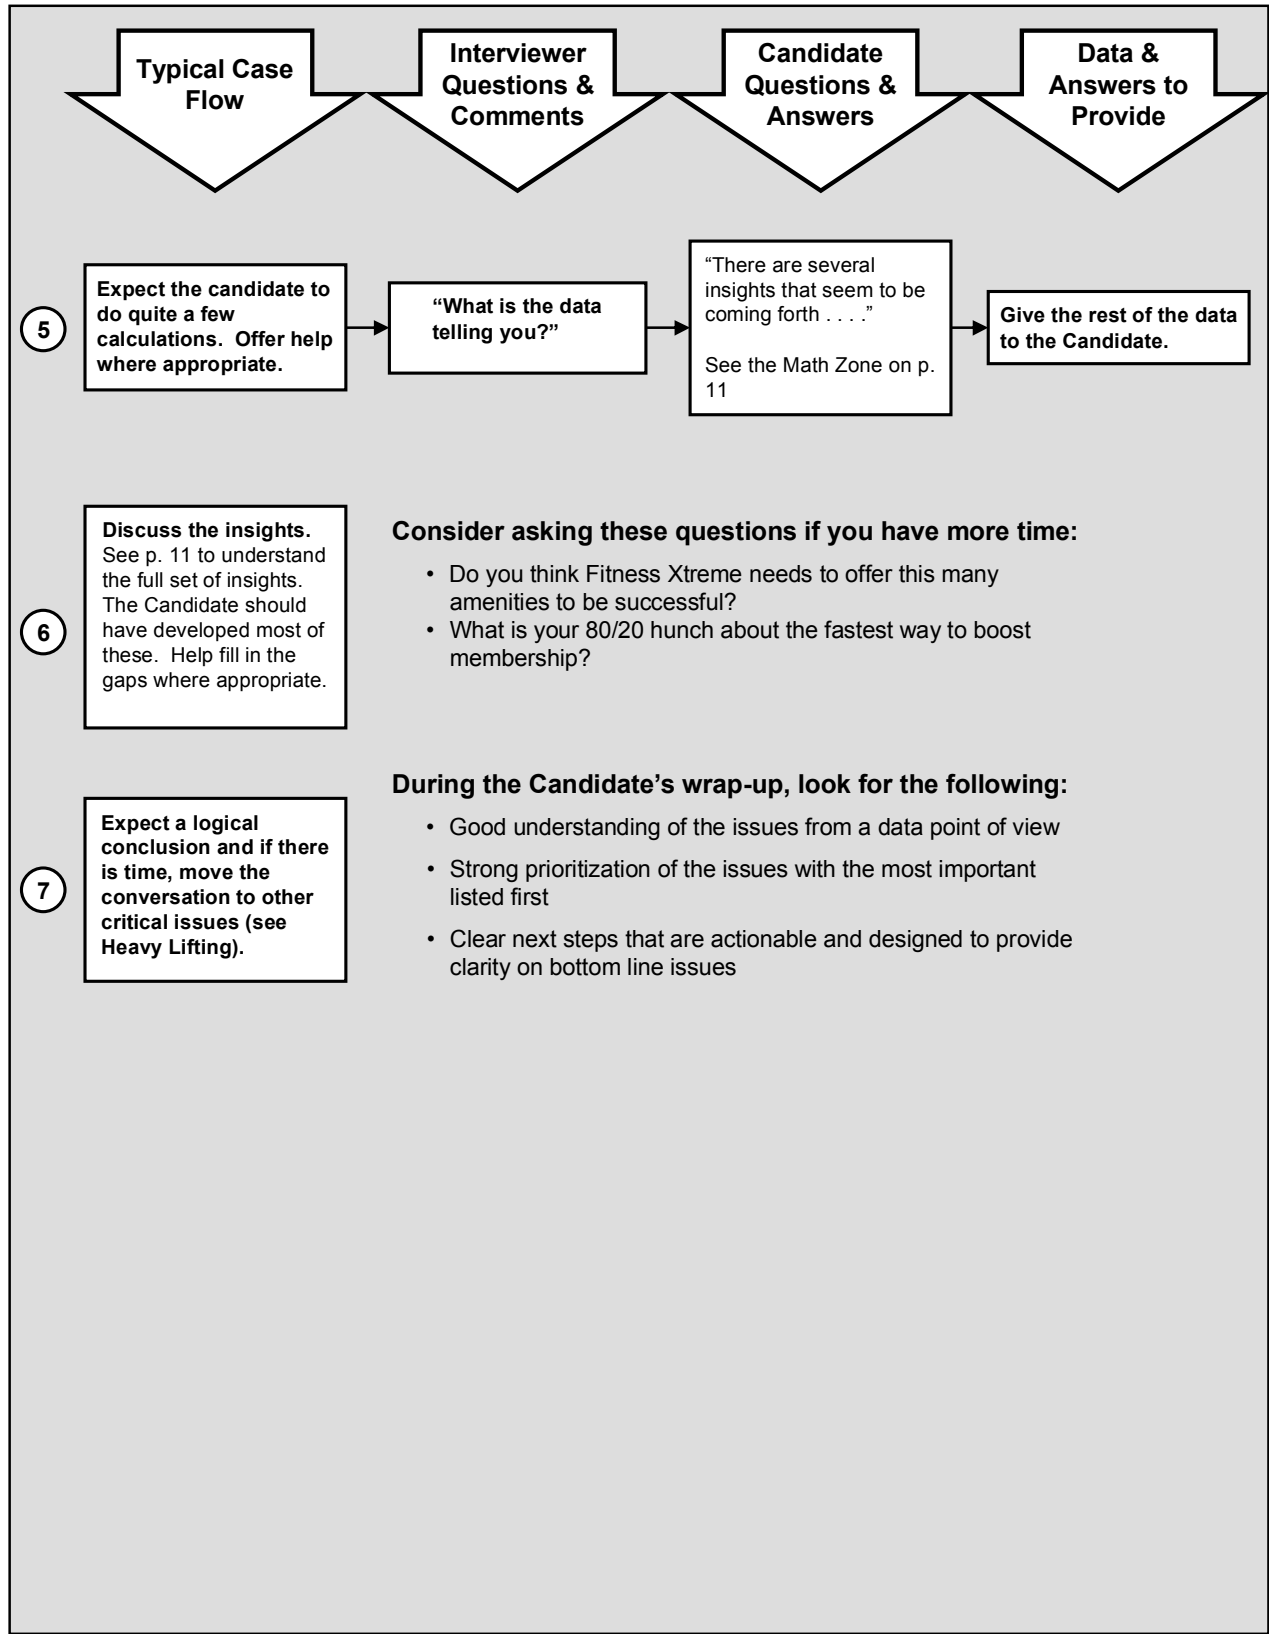 Typical Case
Flow
Interviewer
Questions &
Comments
Candidate
Questions &
Answers
Data &
Answers to
Provide
5
Expect the candidate to
do quite a few
calculations. Offer help
where appropriate.
“What is the data
telling you?”
“There are several
insights that seem to be
coming forth . . . .”
See the Math Zone on p.
11
Give the rest of the data
to the Candidate.
6
Discuss the insights.
See p. 11 to understand
the full set of insights.
The Candidate should
have developed most of
these. Help fill in the
gaps where appropriate.
Consider asking these questions if you have more time:
• Do you think Fitness Xtreme needs to offer this many
amenities to be successful?
• What is your 80/20 hunch about the fastest way to boost
membership?
7
Expect a logical
conclusion and if there
is time, move the
conversation to other
critical issues (see
Heavy Lifting).
During the Candidate’s wrap-up, look for the following:
• Good understanding of the issues from a data point of view
• Strong prioritization of the issues with the most important
listed first
• Clear next steps that are actionable and designed to provide
clarity on bottom line issues